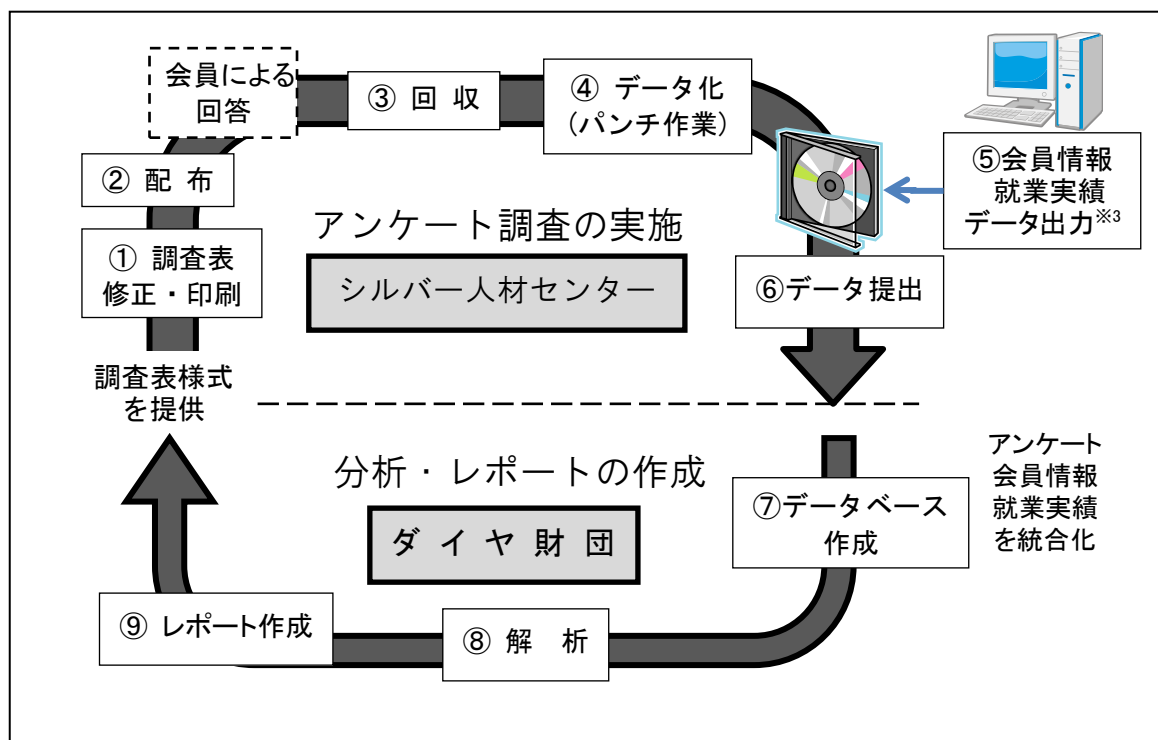 会員による
回答
③ 回 収
④ データ化
(パンチ作業)
⑤会員情報
就業実績
データ出力※3
② 配 布
① 調査表
修正・印刷
アンケート調査の実施
シルバー人材センター
⑥データ提出
調査表様式
を提供
分析・レポートの作成
ダ イ ヤ 財 団
⑦データベース
作成
アンケート
会員情報
就業実績
を統合化
⑧ 解 析
⑨ レポート作成